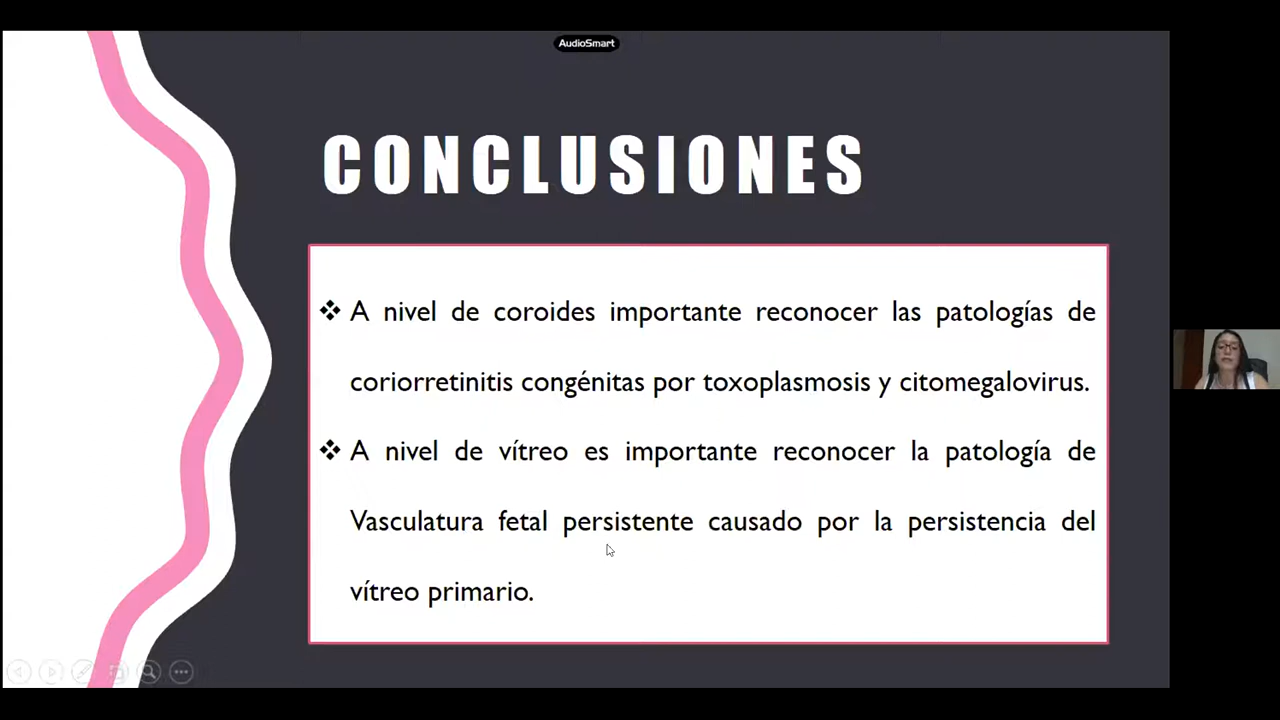 AudioSmart
CONCLUSIONES
❖ A nivel de coroides importante reconocer las patologías de
coriorretinitis congénitas por toxoplasmosis y citomegalovirus.
❖ A nivel de vítreo es importante reconocer la patología de
Vasculatura fetal persistente causado por la persistencia del
vítreo primario.